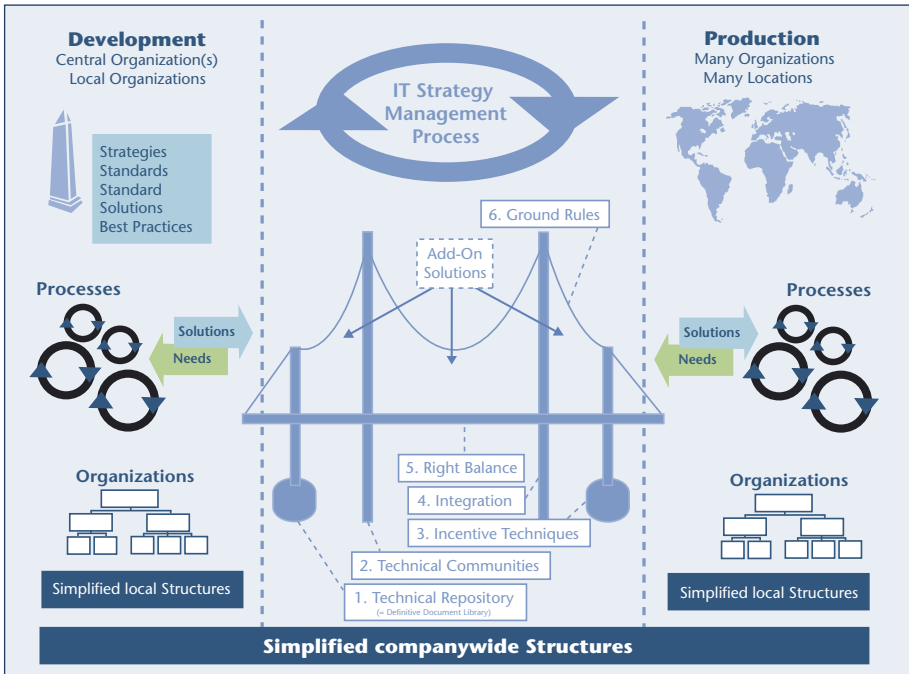 Development
Central Organization(s)
Local Organizations
Strategies
Standards
Standard
Solutions
Best Practices
Processes
Solutions
Needs
Organizations
Simplified local Structures
IT Strategy
Management
Process
6. Ground Rules
Add-On
Solutions
5. Right Balance
4. Integration
3. Incentive Techniques
2. Technical Communities
1. Technical Repository
(= Definitive Document Library)
Production
Many Organizations
Many Locations
Processes
Solutions
Needs
Organizations
Simplified local Structures
Simplified companywide Structures